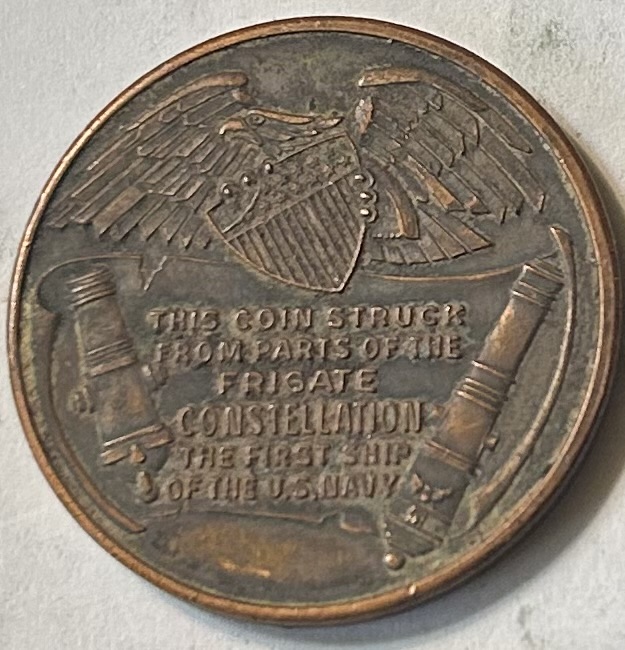 THIS COIN STRUCK
FROM PARTS OF THE
FRIGATE
CONSTELLATION
THE FIRST SHIP
OF THE U.S. NAVY